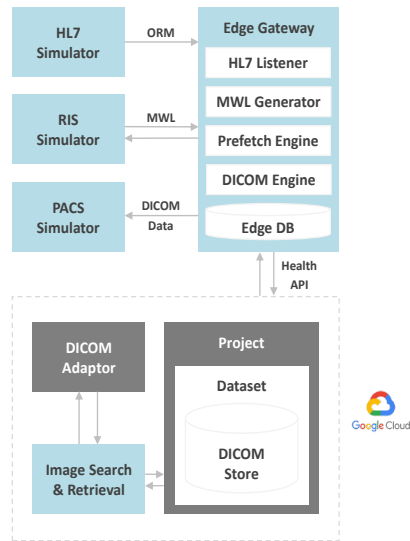 HL7
Simulator
ORM
Edge Gateway
HL7 Listener
MWL Generator
Prefetch Engine
DICOM Engine
Edge DB
RIS
Simulator
MWL
PACS
Simulator
DICOM
Data
Health
API
DICOM
Adaptor
Project
Dataset
DICOM
Store
Image Search
& Retrieval
Google Cloud